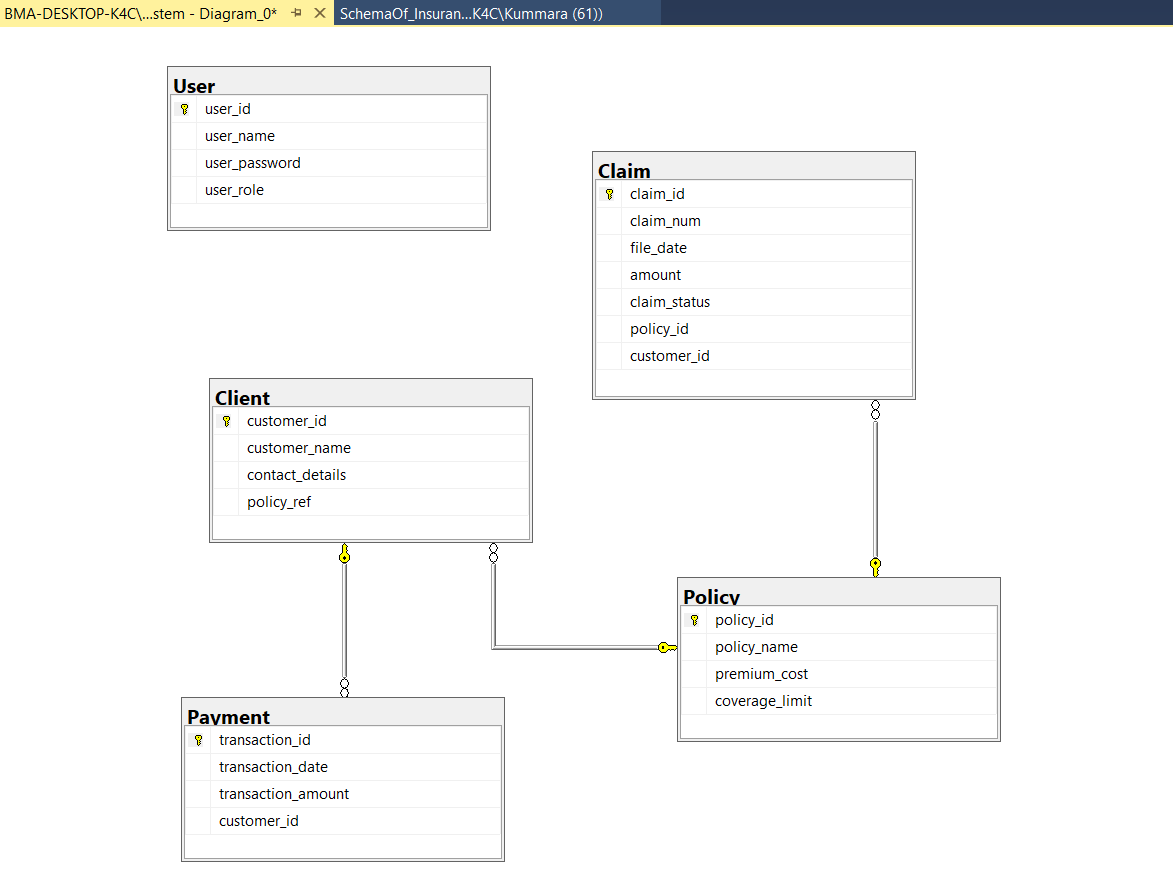 BMA-DESKTOP-K4C\...stem - Diagram_0*
SchemaOf_Insuran...K4C\Kummara (61))
User
user_id
user_name
user_password
user_role
Claim
claim_id
claim_num
file_date
amount
claim_status
policy_id
customer_id
Client
customer_id
customer_name
contact_details
policy_ref
Policy
policy_id
policy_name
premium_cost
coverage_limit
Payment
transaction_id
transaction_date
transaction_amount
customer_id